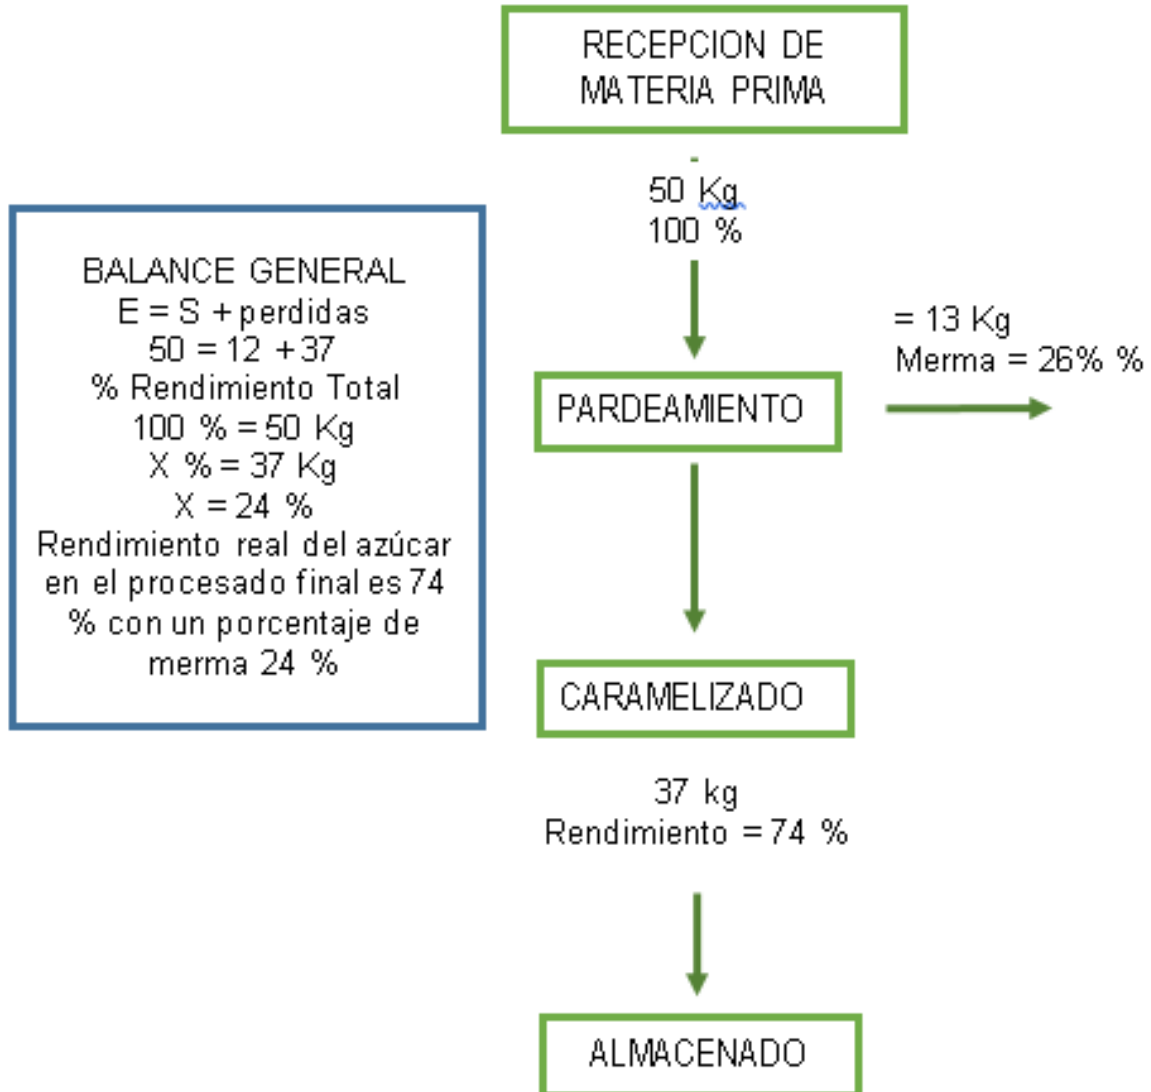 RECEPCION DE
MATERIA PRIMA
50 Kg
100 %
BALANCE GENERAL
E = S + perdidas
50 = 12 +37
% Rendimiento Total
100 % = 50 Kg
X % = 37 Kg
X = 24 %
Rendimiento real del azúcar
en el procesado final es 74
% con un porcentaje de
merma 24 %
= 13 Kg
Merma = 26% %
PARDEAMIENTO
CARAMELIZADO
37 kg
Rendimiento = 74 %
ALMACENADO